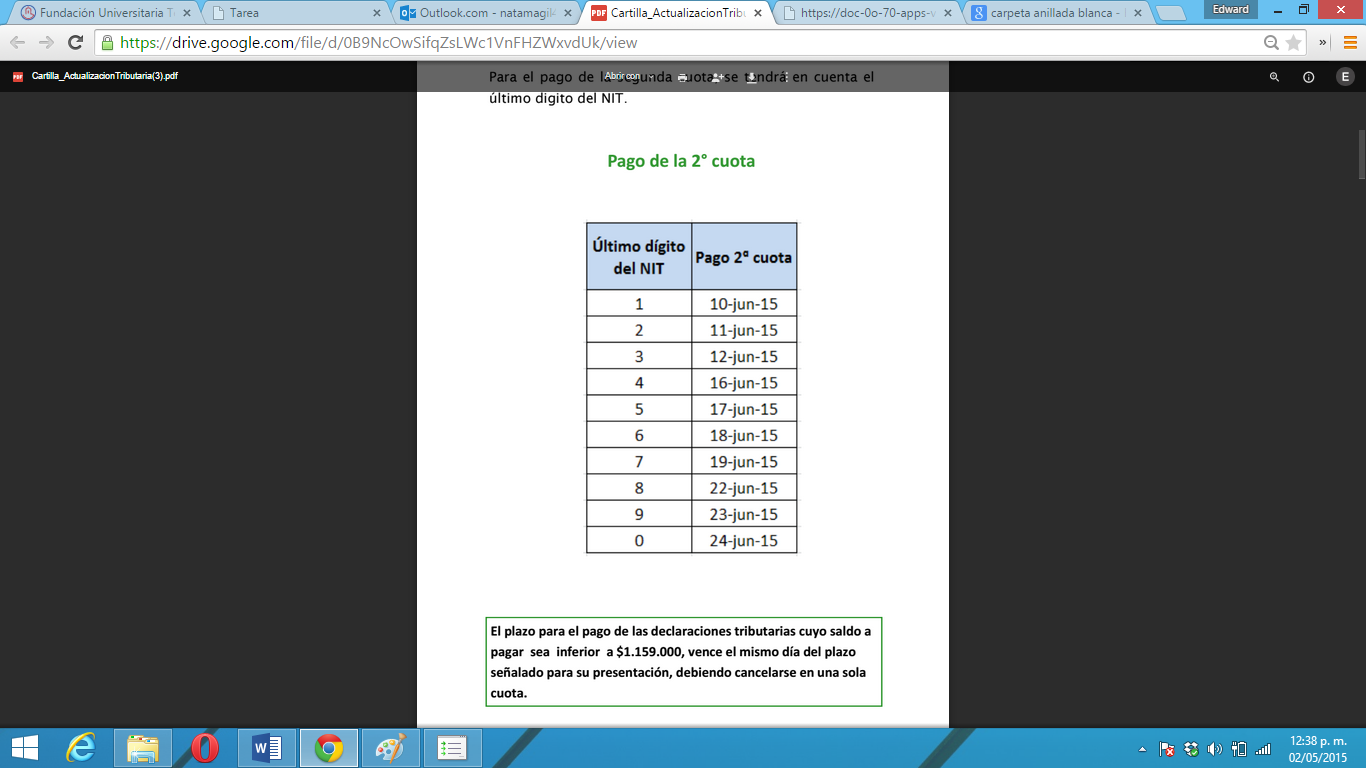 Fundación Universitaria Te
Tarea
Outlook.com - natamagil4
Cartilla_ActualizacionTribu
https://doc-0o-70-apps-v
carpeta anillada blanca -
Edward
https://drive.google.com/file/d/0B9NcOwSifqZsLWc1VnFHZWxvdUk/view
PDF Cartilla_ActualizacionTributaria(3).pdf
Abrir con
E
Para el pago de la segunda cuota se tendrá en cuenta el
último digito del NIT.
Pago de la 2° cuota
Último dígito del NIT Pago 2ª cuota
1 10-jun-15
2 11-jun-15
3 12-jun-15
4 16-jun-15
5 17-jun-15
6 18-jun-15
7 19-jun-15
8 22-jun-15
9 23-jun-15
0 24-jun-15
El plazo para el pago de las declaraciones tributarias cuyo saldo a
pagar sea inferior a $1.159.000, vence el mismo día del plazo
señalado para su presentación, debiendo cancelarse en una sola
cuota.
12:38 p. m.
02/05/2015